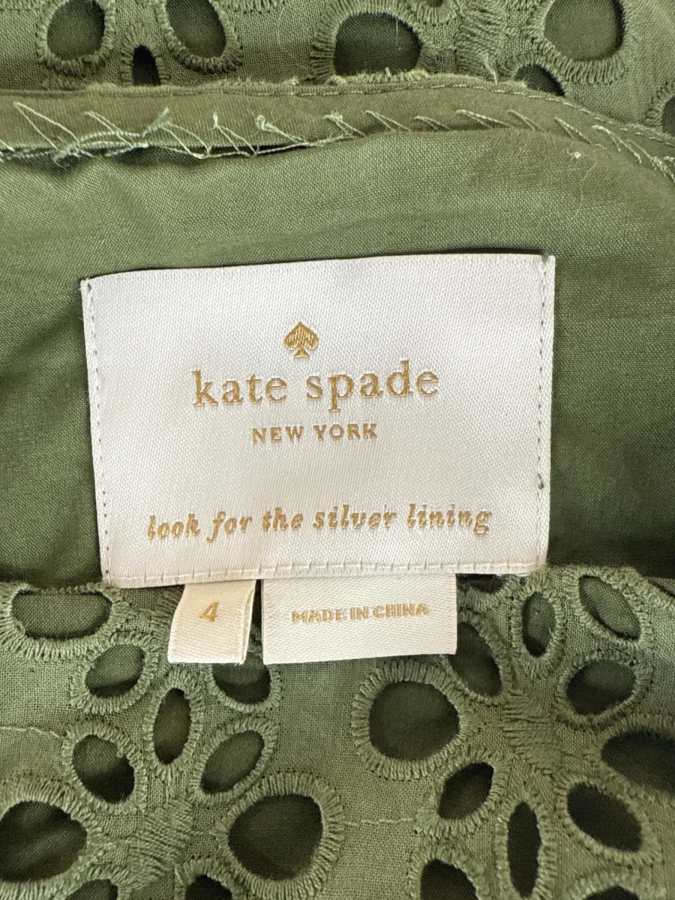 kate spade
NEW YORK
look for the silver lining
4
MADE IN CHINA